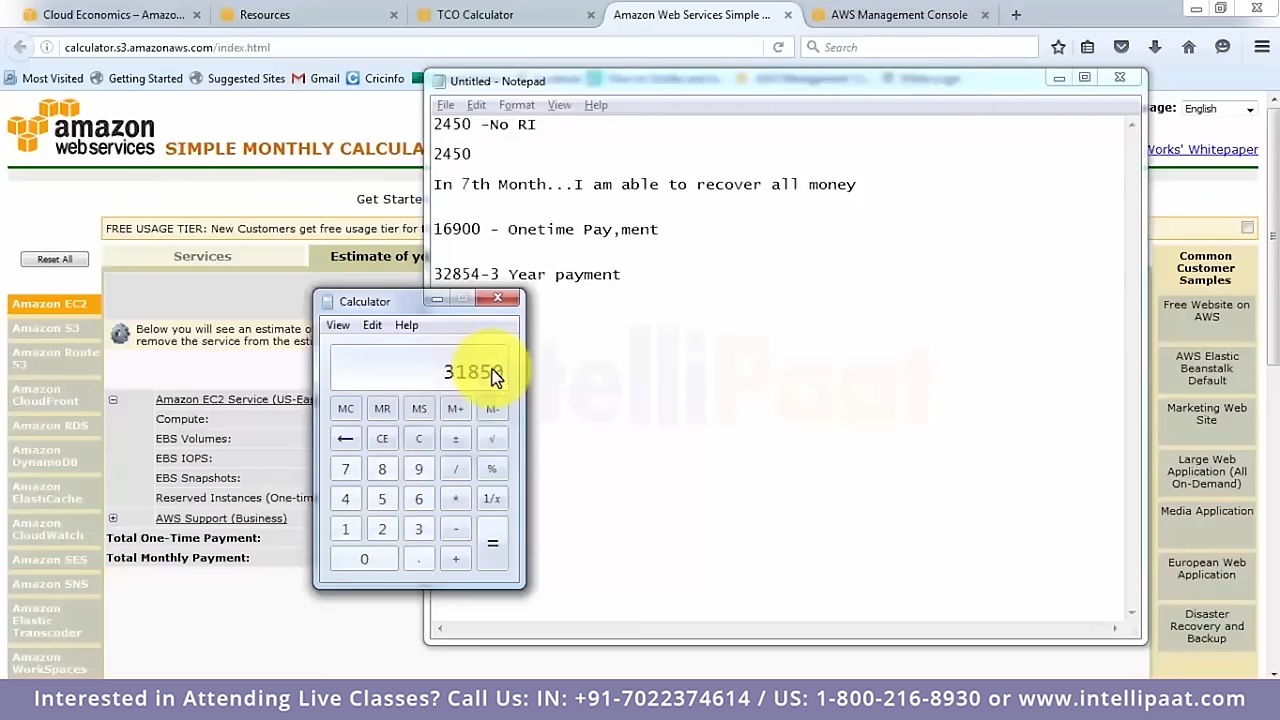 Cloud Economics – Amazo...
Resources
TCO Calculator
Amazon Web Services Simple ...
AWS Management Console
calculator.s3.amazonaws.com/index.html
Search
Most Visited
Getting Started
Suggested Sites
Gmail
Cricinfo
Untitled - Notepad
File Edit Format View Help
2450 -No RI
2450
In 7th Month...I am able to recover all money
16900 - Onetime Pay,ment
32854-3 Year payment
amazon
webservices
SIMPLE MONTHLY CALCULA
age: English
Works' Whitepaper
Get Starte
FREE USAGE TIER: New Customers get free usage tier for
Reset All
Services
Estimate of yo
Below you will see an estimate o
remove the service from the esti
Amazon EC2 Service (US-Eas
Compute:
EBS Volumes:
EBS IOPS:
EBS Snapshots:
Reserved Instances (One-tim
AWS Support (Business)
Total One-Time Payment:
Total Monthly Payment:
Amazon EC2
Amazon S3
Amazon Route
53
Amazon
CloudFront
Amazon RDS
Amazon
DynamoDB
Amazon
ElastiCache
Amazon
CloudWatch
Amazon SES
Amazon SNS
Amazon
Elastic
Transcoder
Amazon
WorkSpaces
Calculator
View Edit Help
MC MR MS M+ M-
← CE C ± √
7 8 9 / %
4 5 6 * 1/x
1 2 3 - =
0 . +
Common
Customer
Samples
Free Website on
AWS
AWS Elastic
Beanstalk
Default
Marketing Web
Site
Large Web
Application (All
On-Demand)
Media Application
European Web
Application
Disaster
Recovery and
Backup
IntelliPaat
Interested in Attending Live Classes? Call Us: IN: +91-7022374614 / US: 1-800-216-8930 or www.intellipaat.com